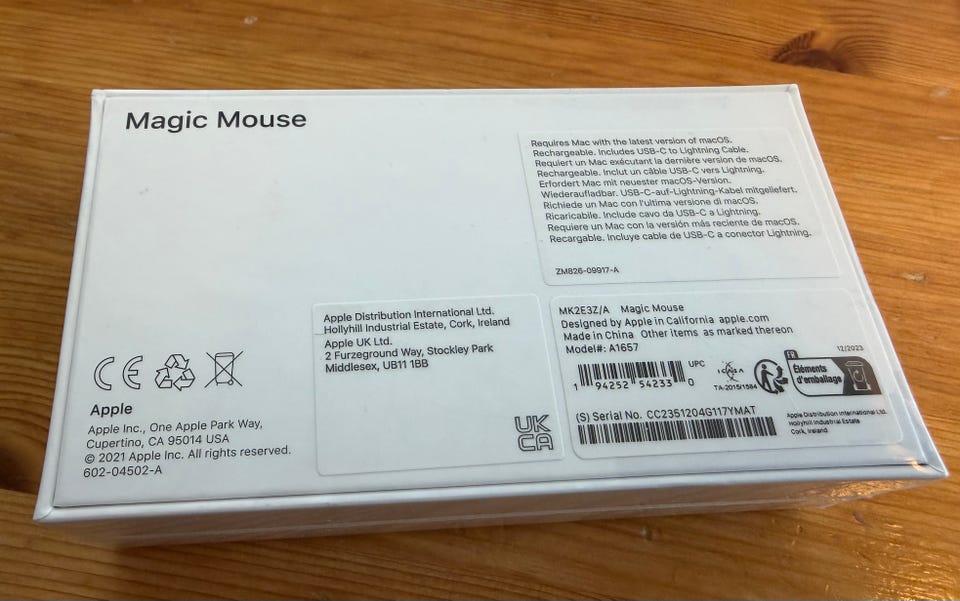 Magic Mouse
Requires Mac with the latest version of macOS.
Rechargeable. Includes USB-C to Lightning Cable.
Requiert un Mac exécutant la dernière version de macOS.
Rechargeable. Inclut un câble USB-C vers Lightning.
Erfordert Mac mit neuester macOS-Version.
Wiederaufladbar. USB-C-auf-Lightning-Kabel mitgeliefert.
Richiede un Mac con l'ultima versione di macOS.
Ricaricabile. Include cavo da USB-C a Lightning.
Requiere un Mac con la versión más reciente de macOS.
Recargable. Incluye cable de USB-C a conector Lightning.
ZM826-09917-A
Apple Distribution International Ltd.
Hollyhill Industrial Estate, Cork, Ireland
Apple UK Ltd.
2 Furzeground Way, Stockley Park
Middlesex, UB11 1BB
UK
CA
MK2E3Z/A Magic Mouse
Designed by Apple in California apple.com
Made in China Other items as marked thereon
Model#: A1657
12/2023
UPC
1 94252 54233 0
TA-2015/1584
FR
Éléments
d'emballage
(S) Serial No. CC2351204G117YMAT
Apple Distribution International Ltd.
Hollyhill Industrial Estate
Cork, Ireland
CE
Apple
Apple Inc., One Apple Park Way,
Cupertino, CA 95014 USA
© 2021 Apple Inc. All rights reserved.
602-04502-A